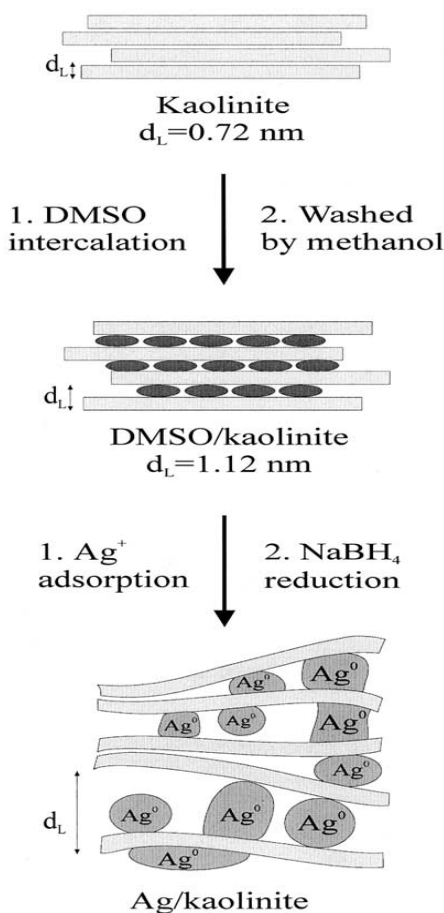 d_L
Kaolinite
d_L=0.72 nm
1. DMSO
intercalation
2. Washed
by methanol
d_L
DMSO/kaolinite
d_L=1.12 nm
1. Ag⁺
adsorption
2. NaBH₄
reduction
Ag⁰
Ag⁰
Ag⁰
Ag⁰
Ag⁰
Ag⁰
d_L
Ag⁰
Ag⁰
Ag⁰
Ag⁰
Ag/kaolinite